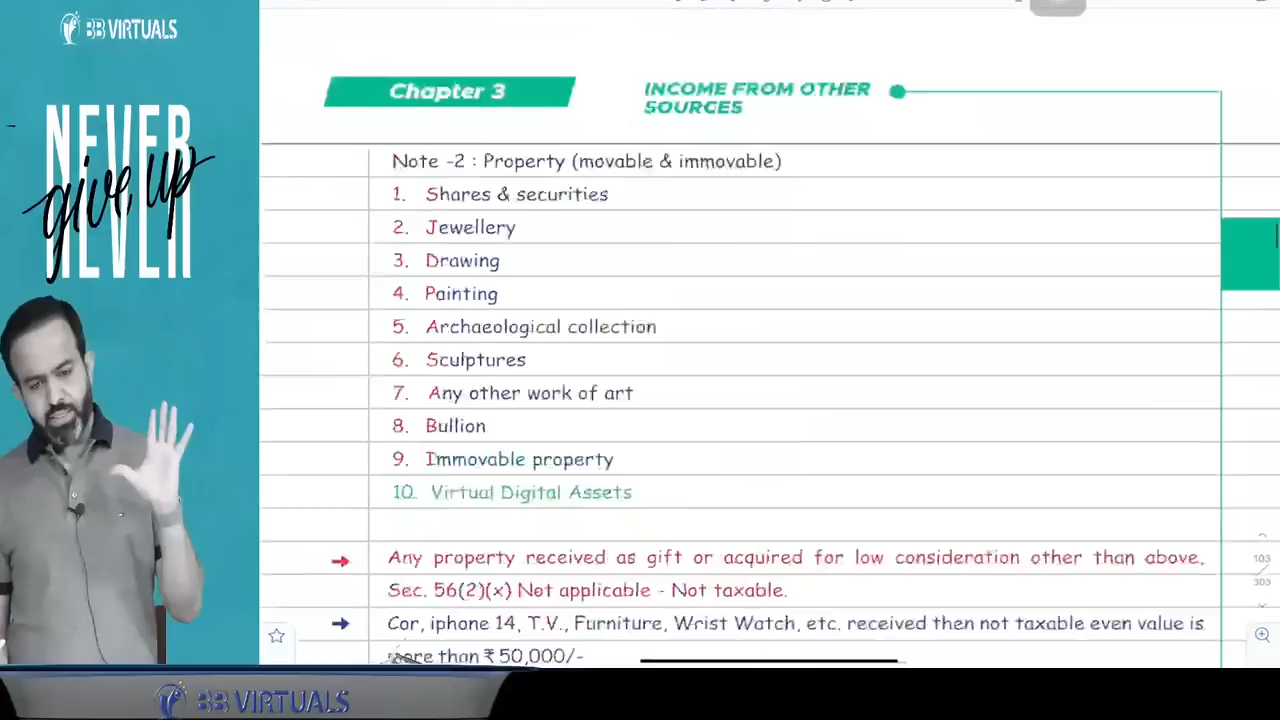 BB VIRTUALS
NEVER
give up
NEVER
Chapter 3
INCOME FROM OTHER
SOURCES
Note -2 : Property (movable & immovable)
1. Shares & securities
2. Jewellery
3. Drawing
4. Painting
5. Archaeological collection
6. Sculptures
7. Any other work of art
8. Bullion
9. Immovable property
10. Virtual Digital Assets
Any property received as gift or acquired for low consideration other than above,
Sec. 56(2)(x) Not applicable - Not taxable.
Car, iphone 14, T.V., Furniture, Wrist Watch, etc. received then not taxable even value is
more than ₹ 50,000/-
103
303
BB VIRTUALS